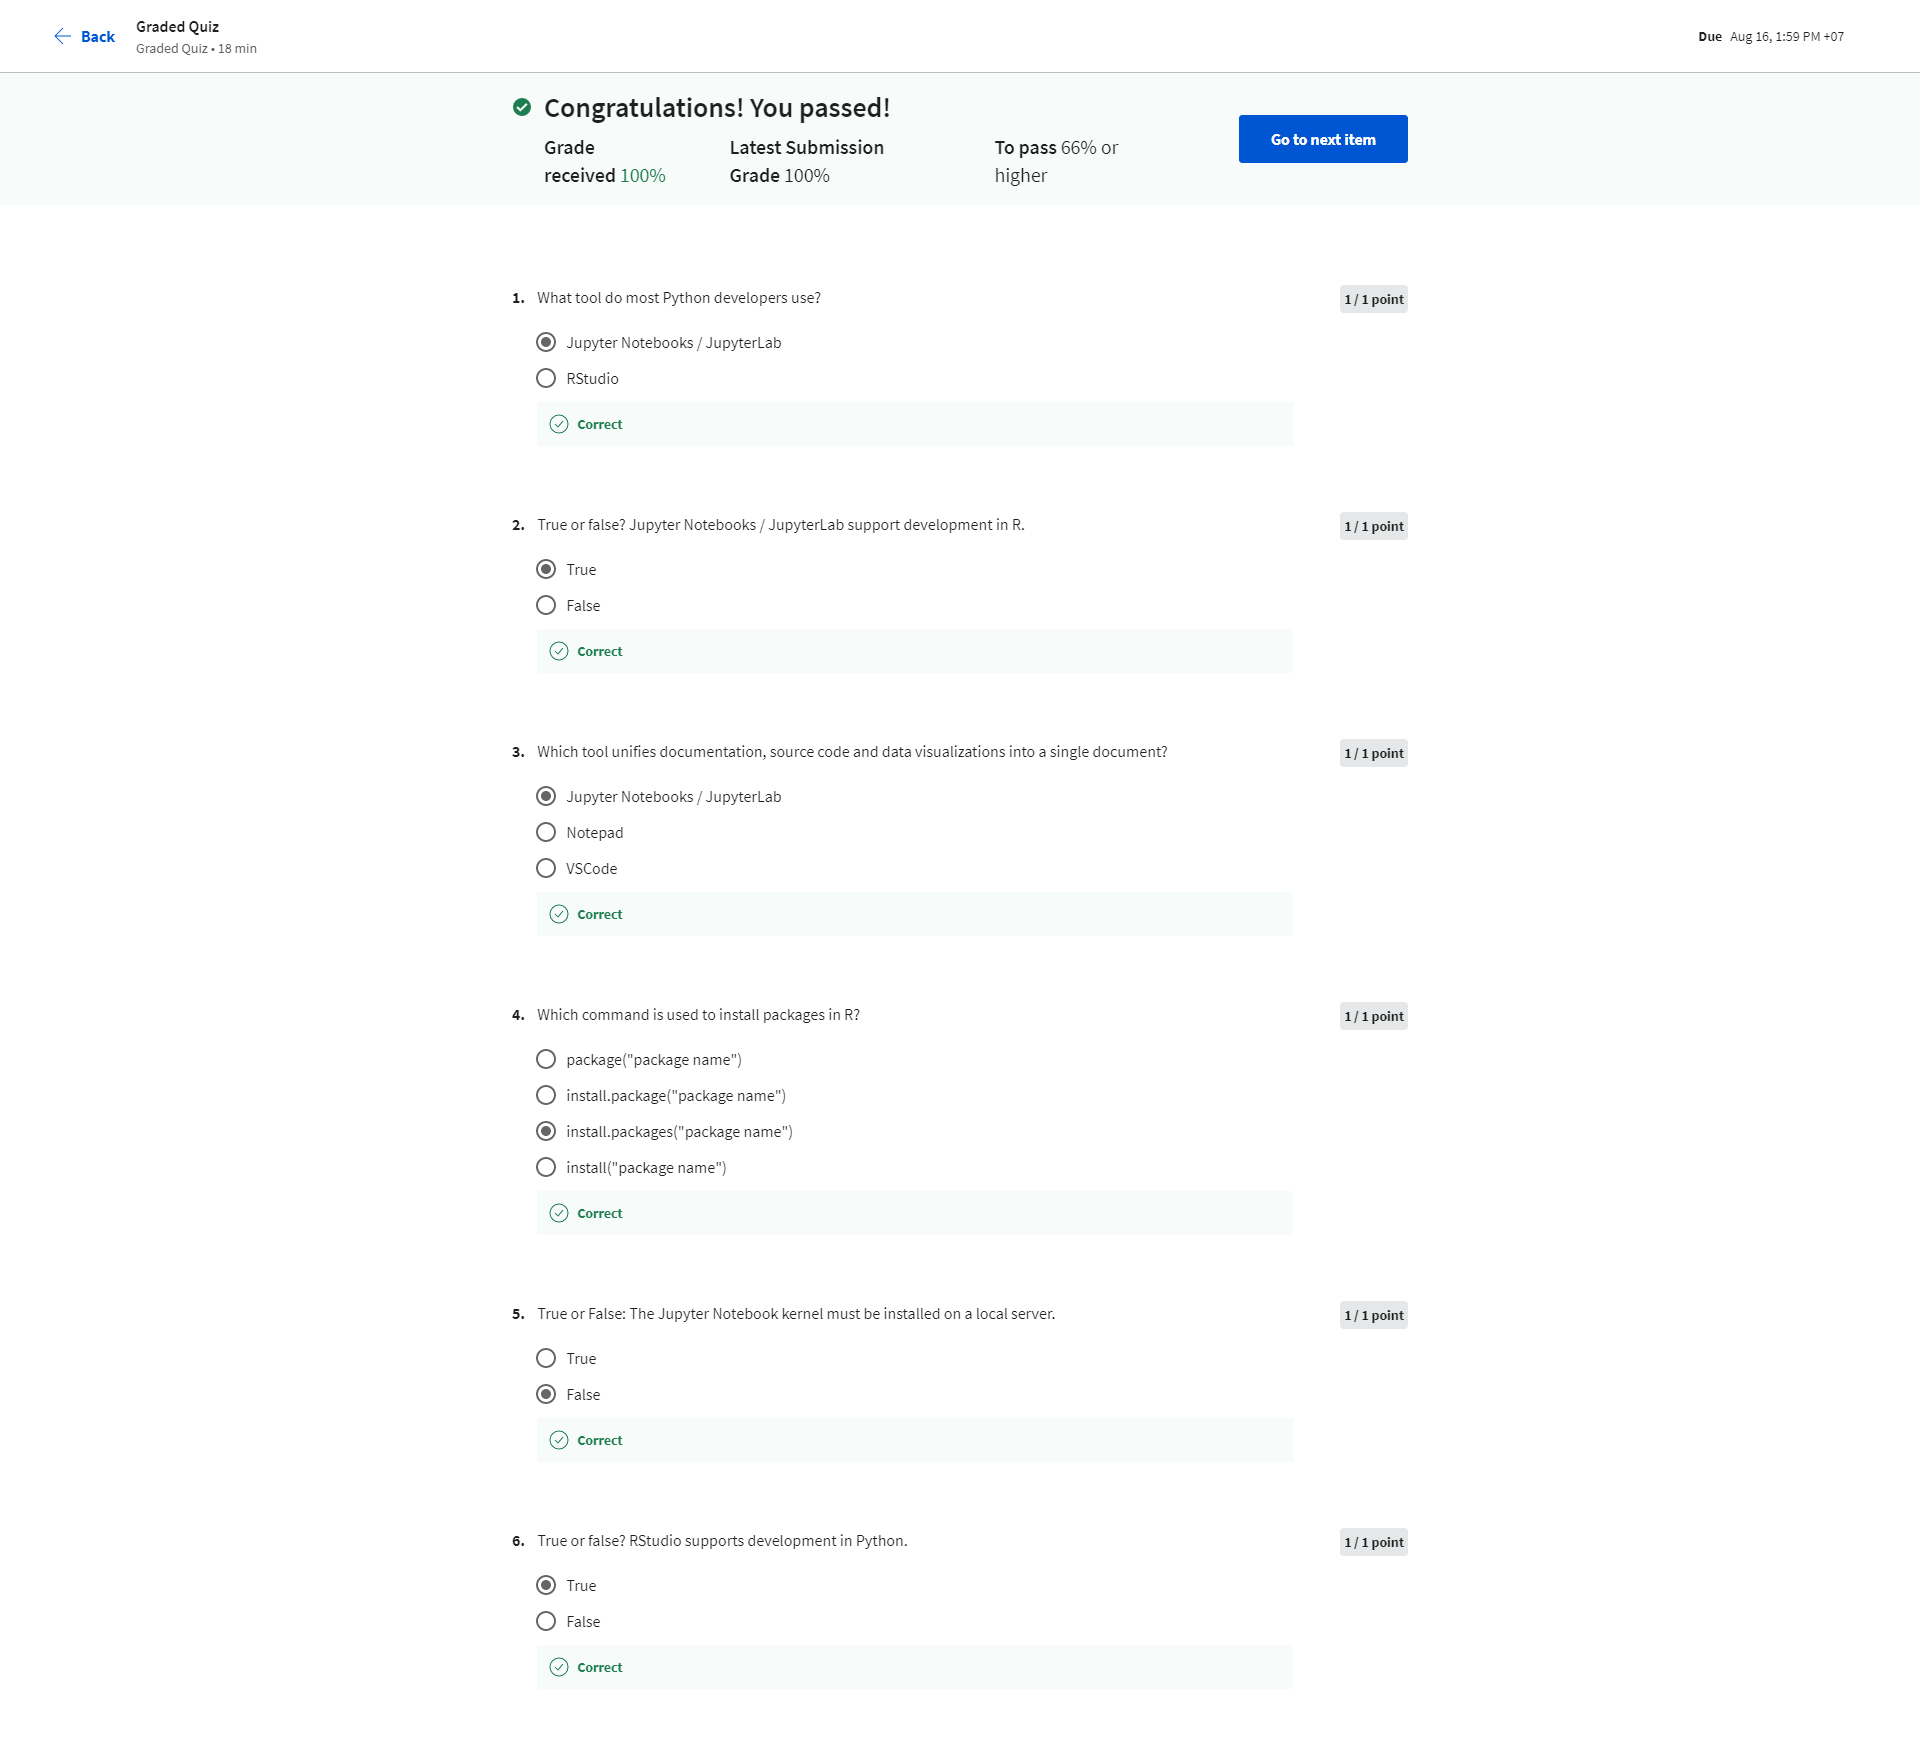 Back
Graded Quiz
Graded Quiz • 18 min
Due Aug 16, 1:59 PM +07
Congratulations! You passed!
Grade
received 100%
Latest Submission
Grade 100%
To pass 66% or
higher
Go to next item
1. What tool do most Python developers use?
1 / 1 point
Jupyter Notebooks / JupyterLab
RStudio
Correct
2. True or false? Jupyter Notebooks / JupyterLab support development in R.
1 / 1 point
True
False
Correct
3. Which tool unifies documentation, source code and data visualizations into a single document?
1 / 1 point
Jupyter Notebooks / JupyterLab
Notepad
VSCode
Correct
4. Which command is used to install packages in R?
1 / 1 point
package("package name")
install.package("package name")
install.packages("package name")
install("package name")
Correct
5. True or False: The Jupyter Notebook kernel must be installed on a local server.
1 / 1 point
True
False
Correct
6. True or false? RStudio supports development in Python.
1 / 1 point
True
False
Correct